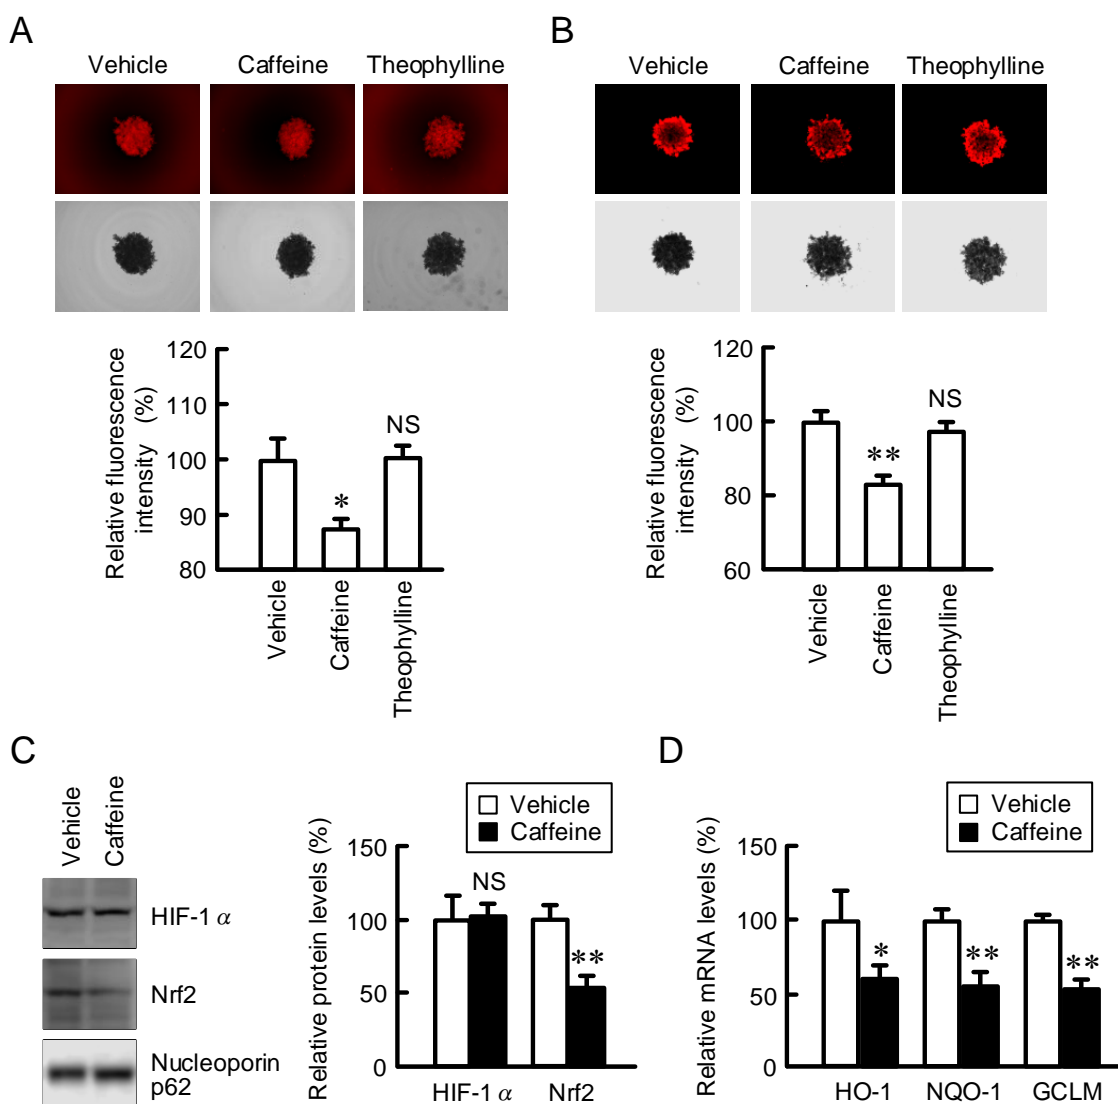 A
Vehicle
Caffeine
Theophylline
Relative fluorescence
intensity (%)
120
110
100
90
80
*
NS
Vehicle
Caffeine
Theophylline
B
Vehicle
Caffeine
Theophylline
Relative fluorescence
intensity (%)
120
100
80
60
**
NS
Vehicle
Caffeine
Theophylline
C
Vehicle
Caffeine
HIF-1 α
Nrf2
Nucleoporin
p62
Vehicle
Caffeine
Relative protein levels (%)
150
100
50
0
NS
**
HIF-1 α
Nrf2
D
Vehicle
Caffeine
Relative mRNA levels (%)
150
100
50
0
*
**
**
HO-1
NQO-1
GCLM